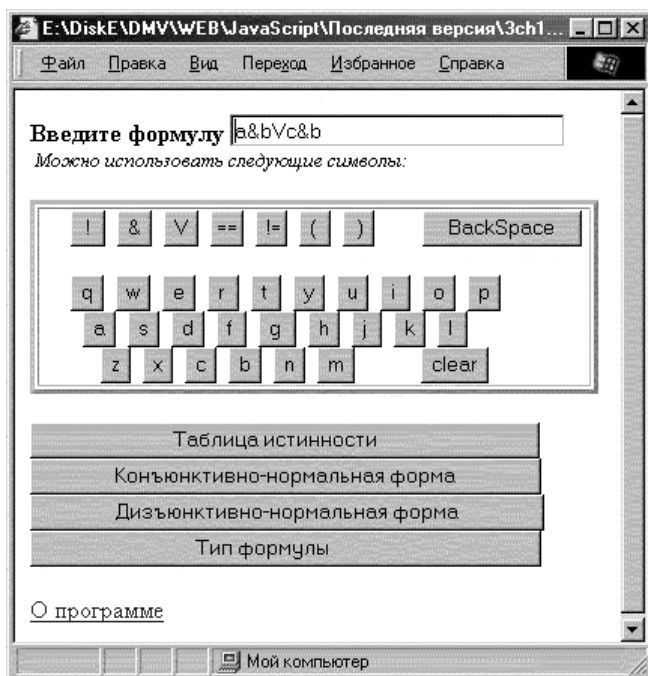 E:\DiskE\DMV\WEB\JavaScript\Последняя версия\3ch1...
Файл Правка Вид Переход Избранное Справка
Введите формулу a&bVc&b
Можно использовать следующие символы:
! & V == != ( ) BackSpace
q w e r t y u i o p
a s d f g h j k l
z x c b n m clear
Таблица истинности
Конъюнктивно-нормальная форма
Дизъюнктивно-нормальная форма
Тип формулы
О программе
Мой компьютер